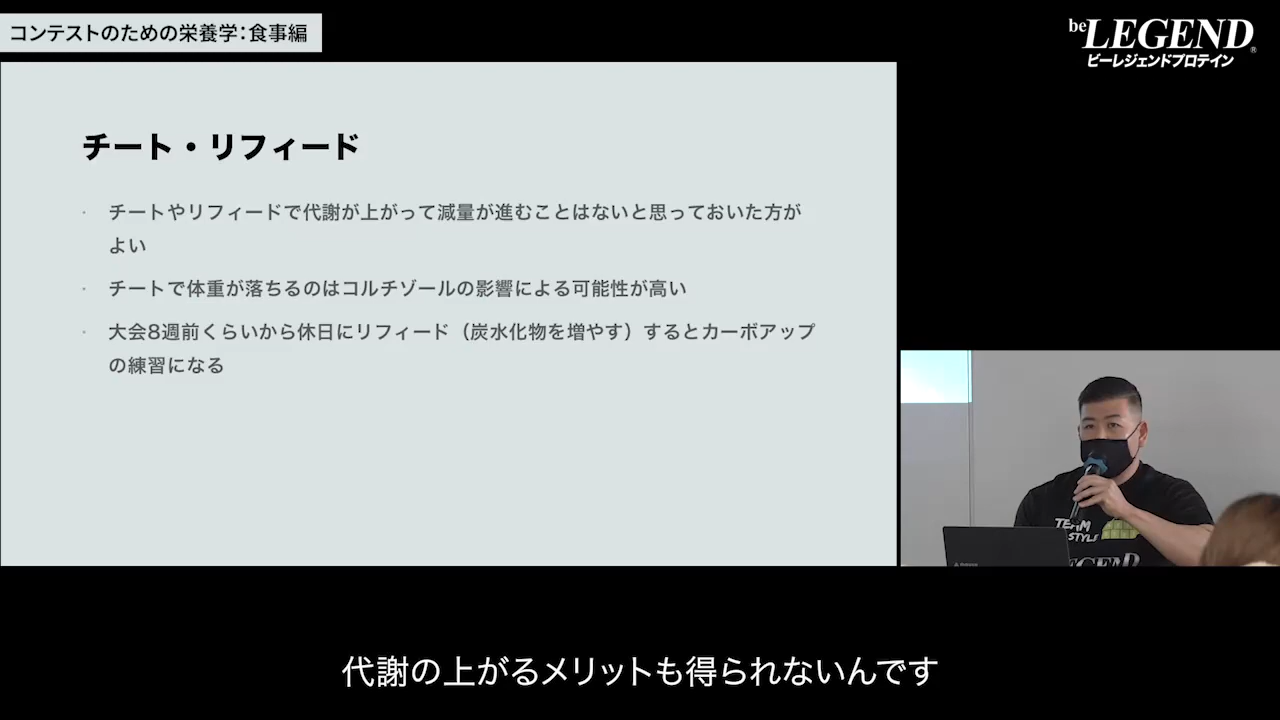 コンテストのための栄養学:食事編
beLEGEND®
ビーレジェンドプロテイン
チート・リフィード
・ チートやリフィードで代謝が上がって減量が進むことはないと思っておいた方が
よい
・ チートで体重が落ちるのはコルチゾールの影響による可能性が高い
・ 大会8週前くらいから休日にリフィード（炭水化物を増やす）するとカーボアップ
の練習になる
TEAM
STYLE
LEGEND
代謝の上がるメリットも得られないんです